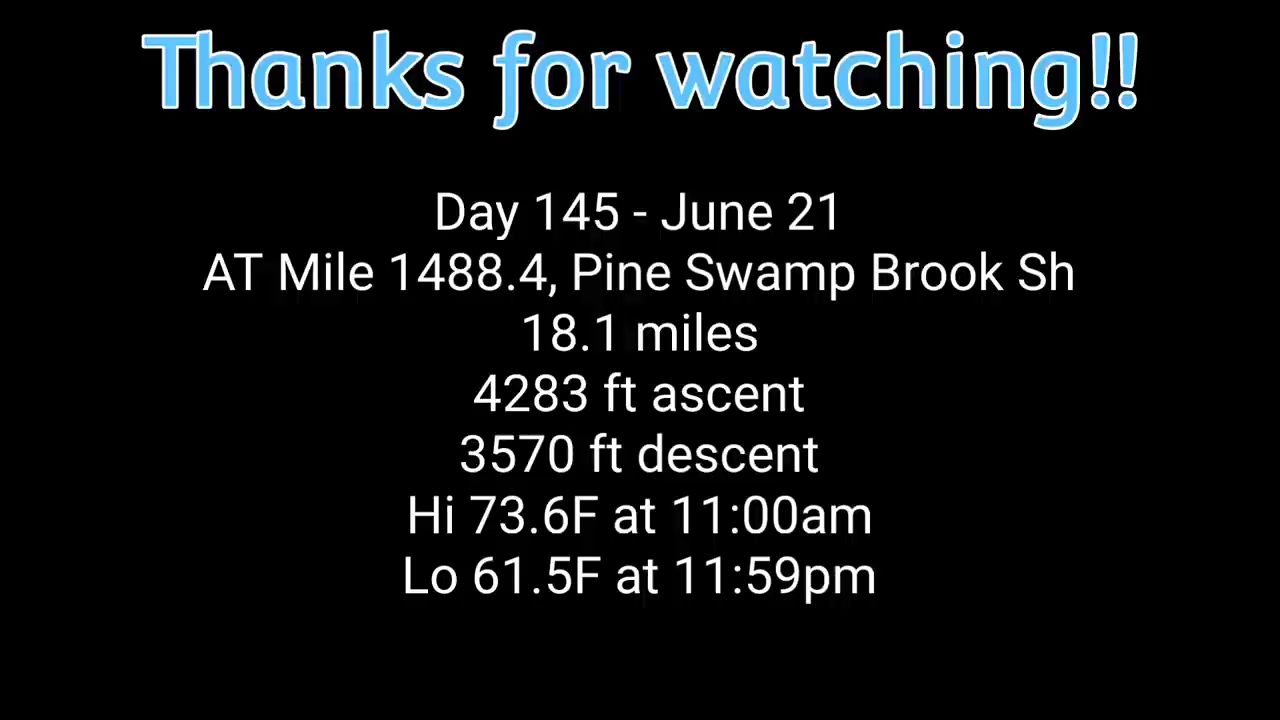 Thanks for watching!!
Day 145 - June 21
AT Mile 1488.4, Pine Swamp Brook Sh
18.1 miles
4283 ft ascent
3570 ft descent
Hi 73.6F at 11:00am
Lo 61.5F at 11:59pm